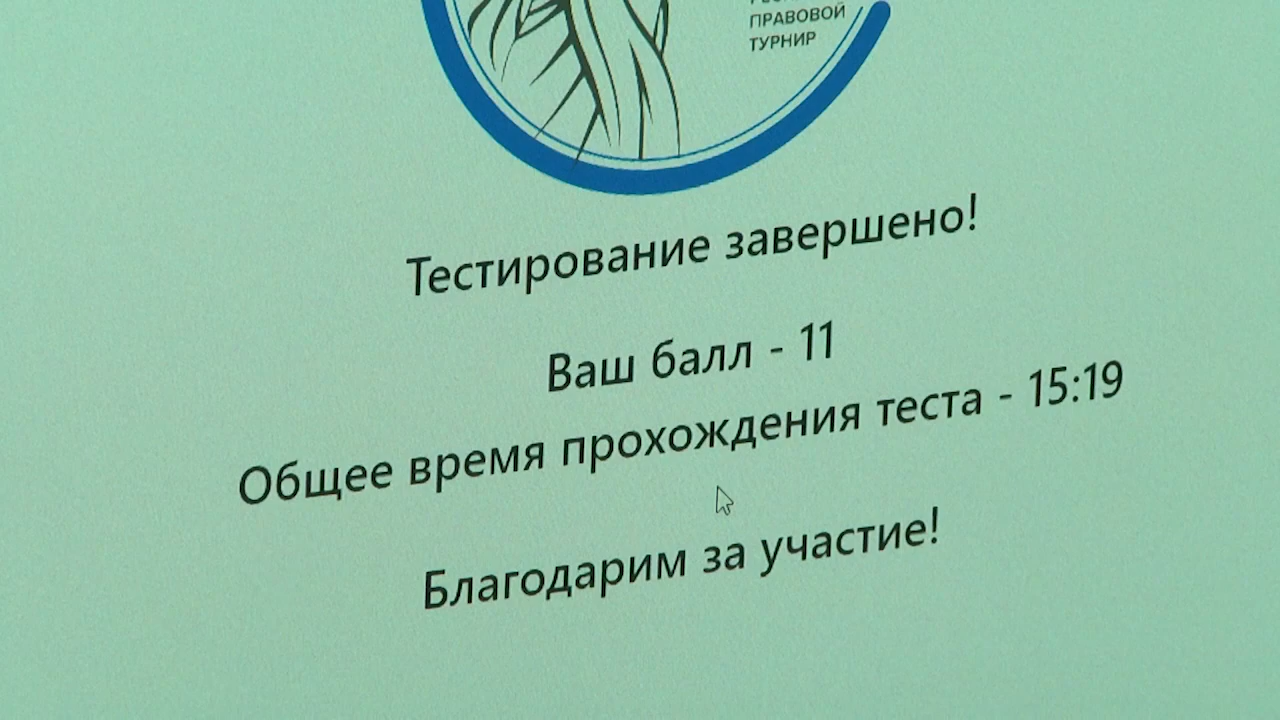 ПРАВОВОЙ
ТУРНИР
Тестирование завершено!
Ваш балл - 11
Общее время прохождения теста - 15:19
Благодарим за участие!